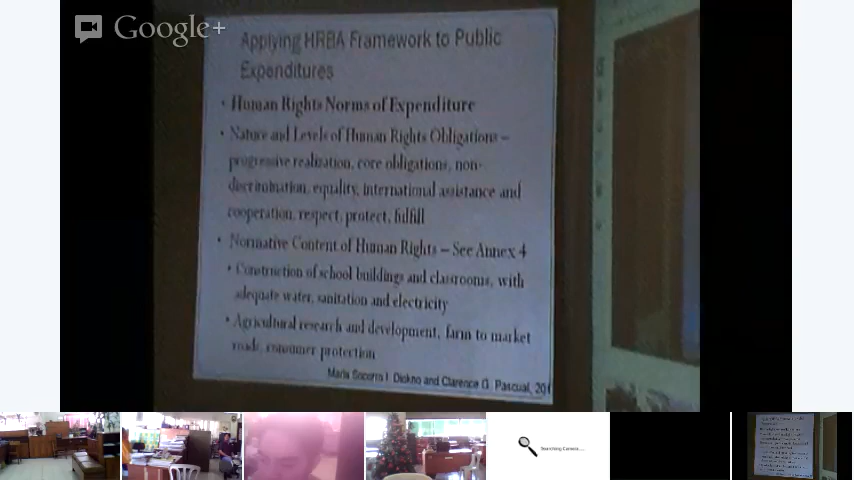 Google+
Applying HRBA Framework to Public
Expenditures
• Human Rights Norms of Expenditure
• Nature and Levels of Human Rights Obligations –
progressive realization, core obligations, non-
discrimination, equality, international assistance and
cooperation, respect, protect, fulfill
• Normative Content of Human Rights – See Annex 4
• Construction of school buildings and classrooms, with
adequate water, sanitation and electricity
• Agricultural research and development, farm to market
roads, consumer protection
Maria Socorro I. Diokno and Clarence G. Pascual, 201
Searching Camera....